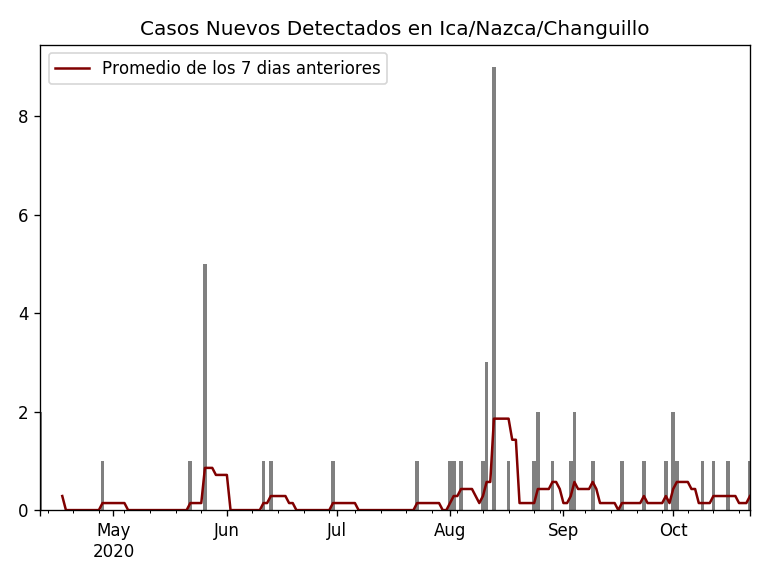 Casos Nuevos Detectados en Ica/Nazca/Changuillo
Promedio de los 7 dias anteriores
8
6
4
2
0
May Jun Jul Aug Sep Oct
2020